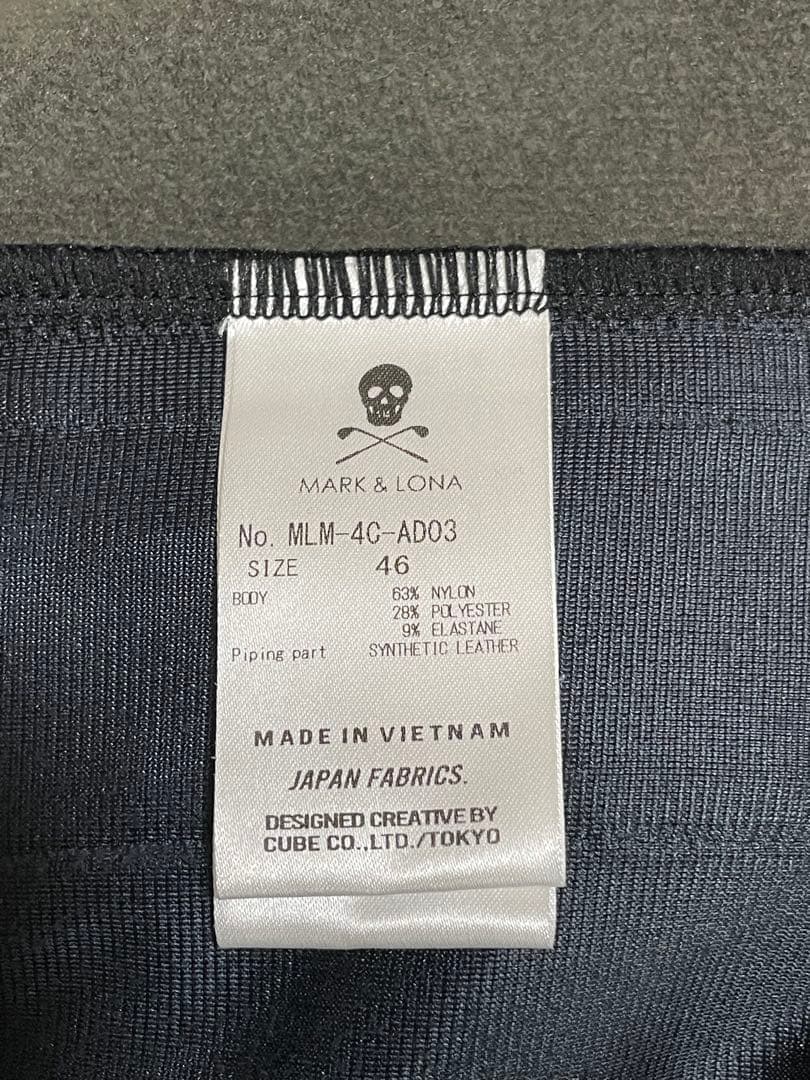 MARK & LONA
No. MLM-4C-AD03
SIZE 46
BODY 63% NYLON
28% POLYESTER
9% ELASTANE
Piping part SYNTHETIC LEATHER
MADE IN VIETNAM
JAPAN FABRICS.
DESIGNED CREATIVE BY
CUBE CO.,LTD./TOKYO